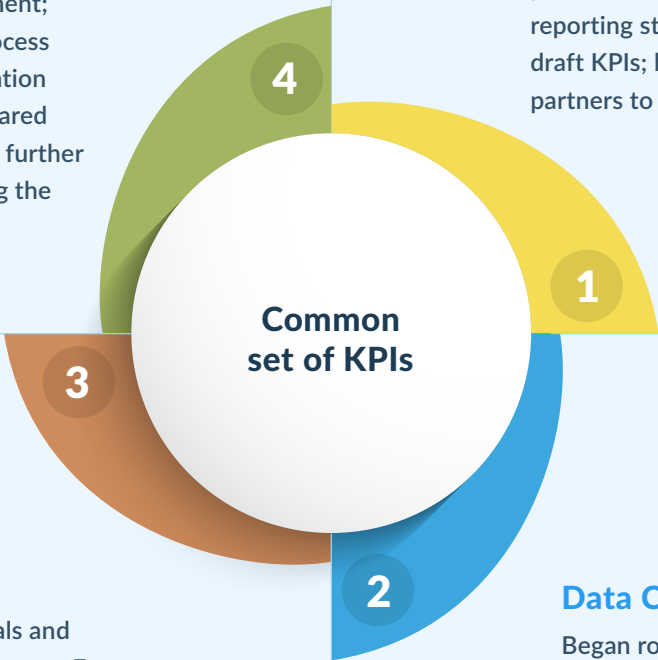 ocess
ation
ared
further
g the
reporting st
draft KPIs; l
partners to
4
1
Common
set of KPIs
3
2
Data C
Began ro
als and